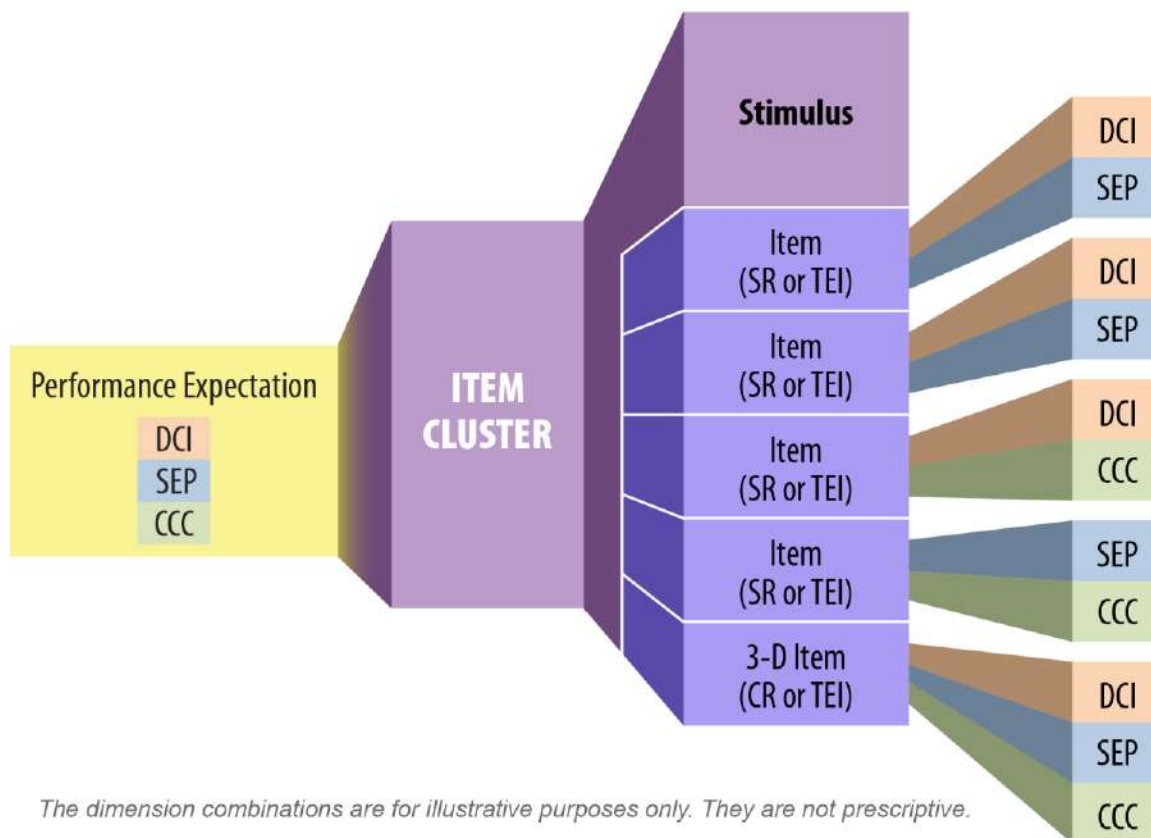 Performance Expectation
DCI
SEP
CCC
ITEM
CLUSTER
Stimulus
Item
(SR or TEI)
Item
(SR or TEI)
Item
(SR or TEI)
Item
(SR or TEI)
3-D Item
(CR or TEI)
DCI
SEP
DCI
SEP
DCI
CCC
SEP
CCC
DCI
SEP
CCC
The dimension combinations are for illustrative purposes only. They are not prescriptive.